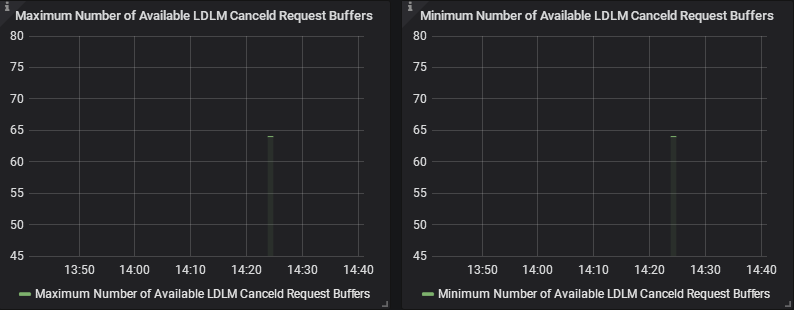 i
Maximum Number of Available LDLM Canceld Request Buffers
80
75
70
65
60
55
50
45
13:50 14:00 14:10 14:20 14:30 14:40
Maximum Number of Available LDLM Canceld Request Buffers
i
Minimum Number of Available LDLM Canceld Request Buffers
80
75
70
65
60
55
50
45
13:50 14:00 14:10 14:20 14:30 14:40
Minimum Number of Available LDLM Canceld Request Buffers